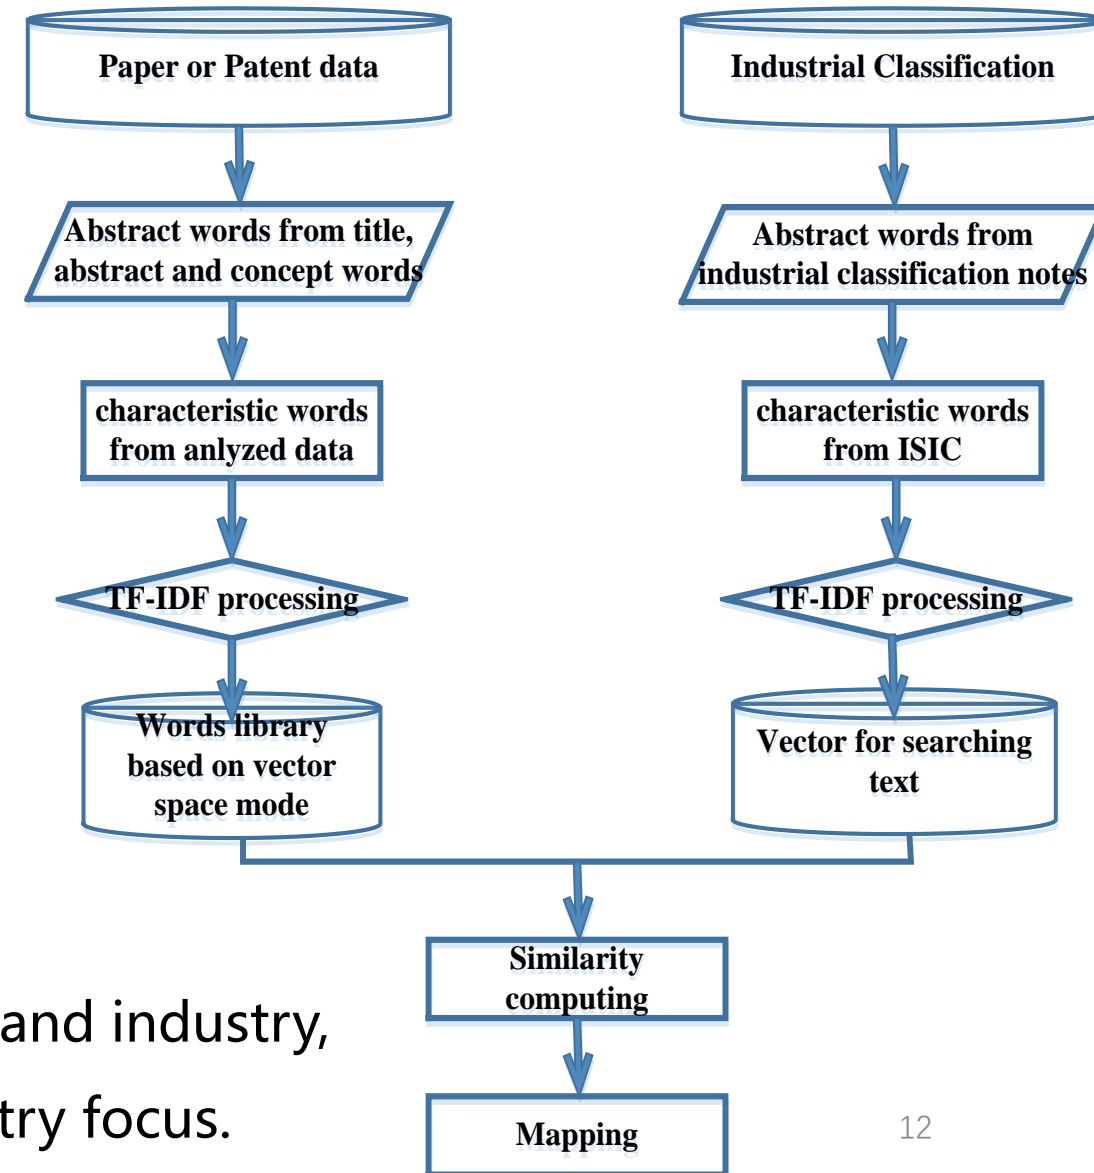 Paper or Patent data
Industrial Classification
Abstract words from title,
abstract and concept words
Abstract words from
industrial classification notes
characteristic words
from anlyzed data
characteristic words
from ISIC
TF-IDF processing
TF-IDF processing
Words library
based on vector
space mode
Vector for searching
text
Similarity
computing
and industry,
try focus.
Mapping
12